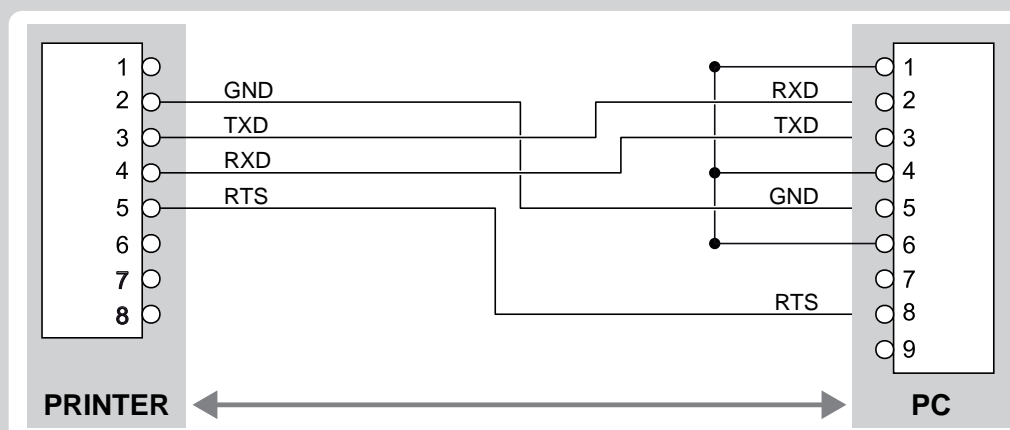 1
2 GND
3 TXD
4 RXD
5 RTS
6
7
8
1
RXD 2
TXD 3
4
GND 5
6
7
RTS 8
9
PRINTER
PC